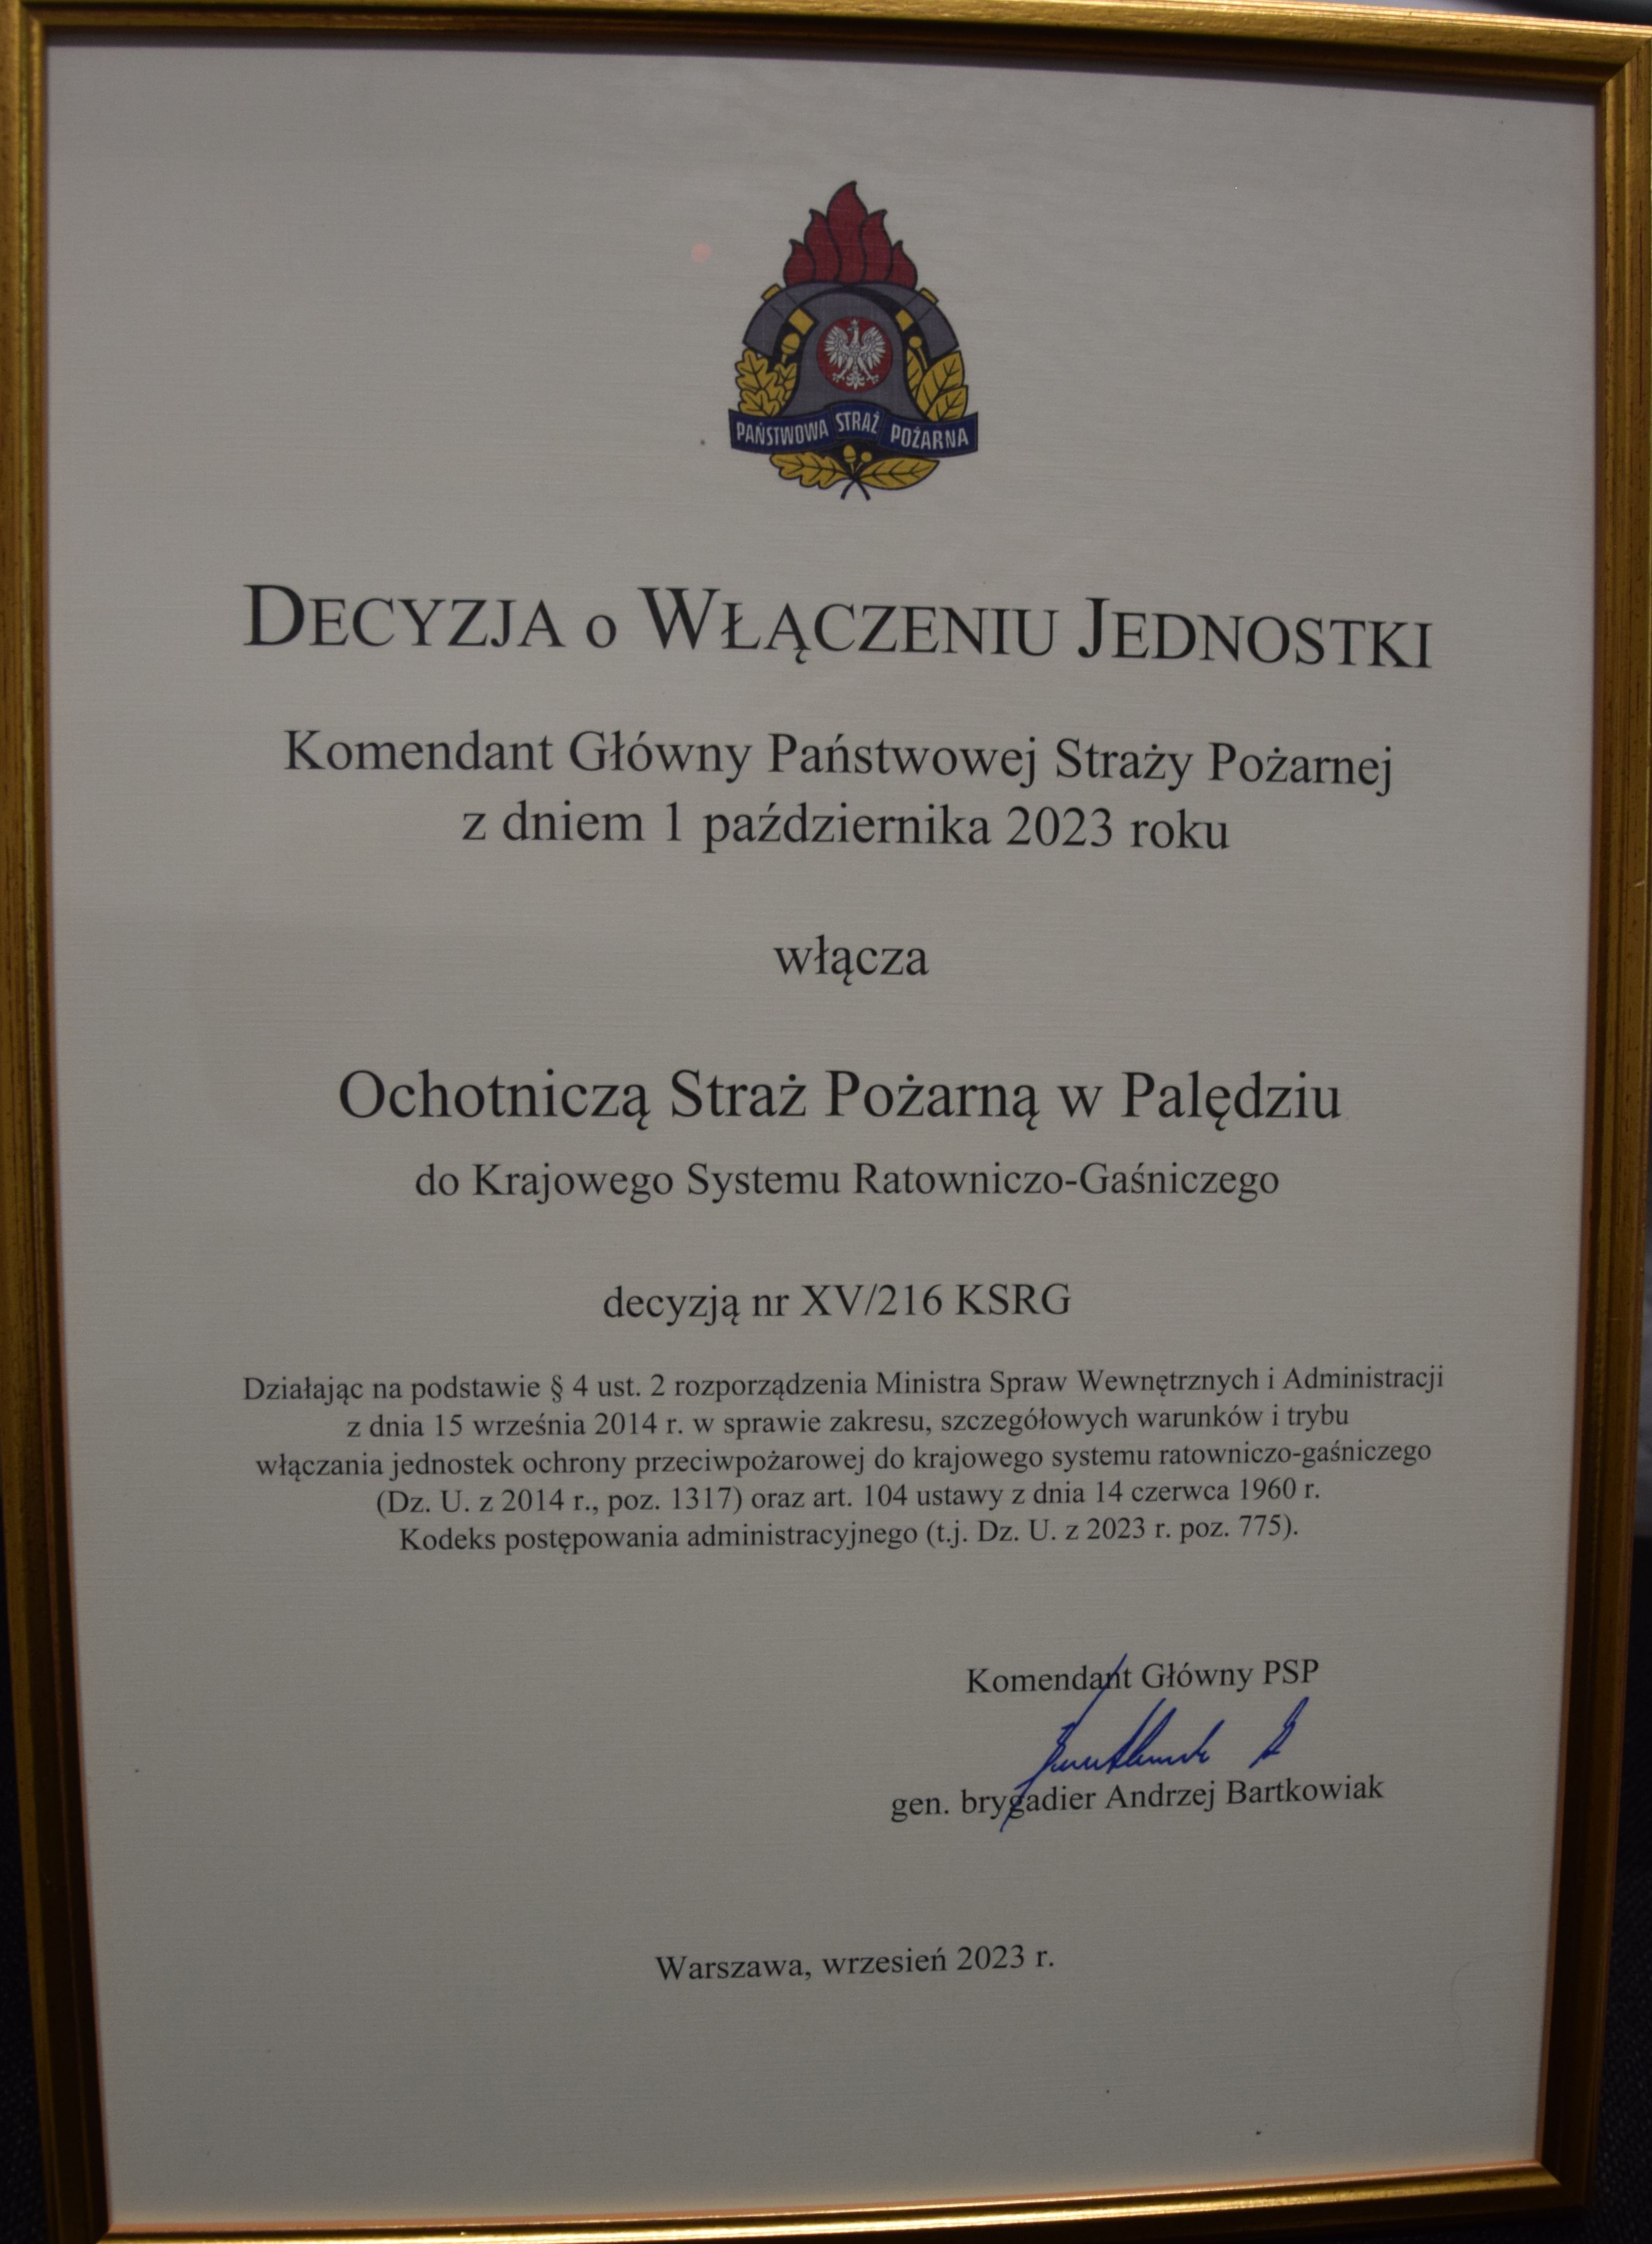 PAŃSTWOWA STRAŻ POŻARNA
DECYZJA o WŁĄCZENIU JEDNOSTKI
Komendant Główny Państwowej Straży Pożarnej
z dniem 1 października 2023 roku
włącza
Ochotniczą Straż Pożarną w Palędziu
do Krajowego Systemu Ratowniczo-Gaśniczego
decyzją nr XV/216 KSRG
Działając na podstawie § 4 ust. 2 rozporządzenia Ministra Spraw Wewnętrznych i Administracji
z dnia 15 września 2014 r. w sprawie zakresu, szczegółowych warunków i trybu
włączania jednostek ochrony przeciwpożarowej do krajowego systemu ratowniczo-gaśniczego
(Dz. U. z 2014 r., poz. 1317) oraz art. 104 ustawy z dnia 14 czerwca 1960 r.
Kodeks postępowania administracyjnego (t.j. Dz. U. z 2023 r. poz. 775).
Komendant Główny PSP
gen. brygadier Andrzej Bartkowiak
Warszawa, wrzesień 2023 r.